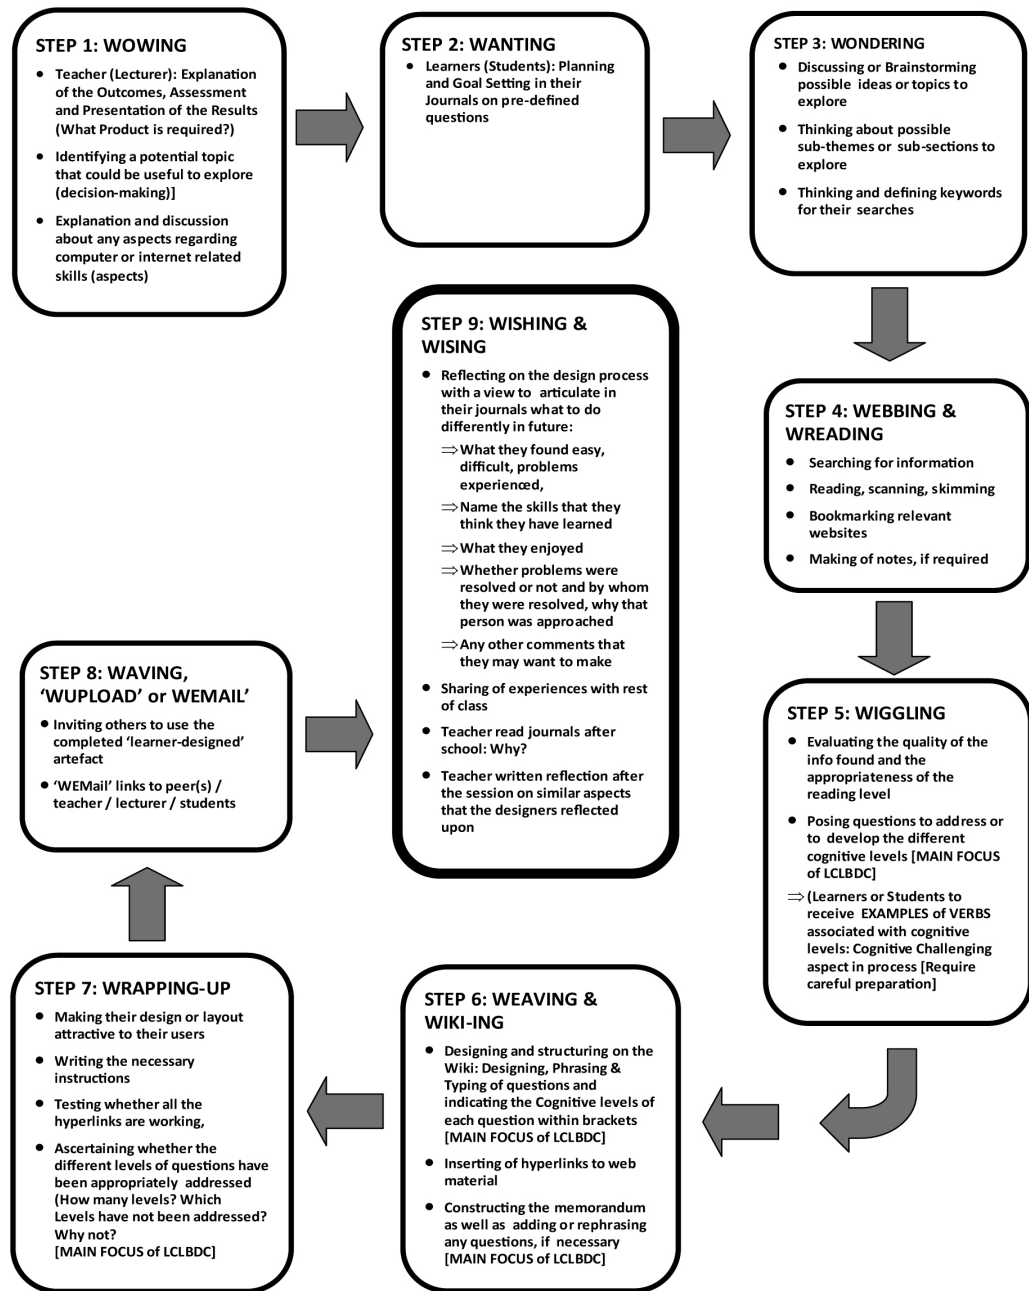 STEP 1: WOWING
• Teacher (Lecturer): Explanation
of the Outcomes, Assessment
and Presentation of the Results
(What Product is required?)
• Identifying a potential topic
that could be useful to explore
(decision-making)]
• Explanation and discussion
about any aspects regarding
computer or internet related
skills (aspects)
STEP 2: WANTING
• Learners (Students): Planning
and Goal Setting in their
Journals on pre-defined
questions
STEP 3: WONDERING
• Discussing or Brainstorming
possible ideas or topics to
explore
• Thinking about possible
sub-themes or sub-sections to
explore
• Thinking and defining keywords
for their searches
STEP 4: WEBBING &
WREADING
• Searching for information
• Reading, scanning, skimming
• Bookmarking relevant
websites
• Making of notes, if required
STEP 5: WIGGLING
• Evaluating the quality of the
info found and the
appropriateness of the
reading level
• Posing questions to address or
to develop the different
cognitive levels [MAIN FOCUS
of LCLBDC]
⇒ (Learners or Students to
receive EXAMPLES of VERBS
associated with cognitive
levels: Cognitive Challenging
aspect in process [Require
careful preparation]
STEP 6: WEAVING &
WIKI-ING
• Designing and structuring on the
Wiki: Designing, Phrasing &
Typing of questions and
indicating the Cognitive levels of
each question within brackets
[MAIN FOCUS of LCLBDC]
• Inserting of hyperlinks to web
material
• Constructing the memorandum
as well as adding or rephrasing
any questions, if necessary
[MAIN FOCUS of LCLBDC]
STEP 7: WRAPPING-UP
• Making their design or layout
attractive to their users
• Writing the necessary
instructions
• Testing whether all the
hyperlinks are working,
• Ascertaining whether the
different levels of questions have
been appropriately addressed
(How many levels? Which
Levels have not been addressed?
Why not?
[MAIN FOCUS of LCLBDC]
STEP 8: WAVING,
‘WUPLOAD’ or WEMAIL’
• Inviting others to use the
completed ‘learner-designed’
artefact
• ‘WEMail’ links to peer(s) /
teacher / lecturer / students
STEP 9: WISHING &
WISING
• Reflecting on the design process
with a view to articulate in
their journals what to do
differently in future:
⇒ What they found easy,
difficult, problems
experienced,
⇒ Name the skills that they
think they have learned
⇒ What they enjoyed
⇒ Whether problems were
resolved or not and by whom
they were resolved, why that
person was approached
⇒ Any other comments that
they may want to make
• Sharing of experiences with rest
of class
• Teacher read journals after
school: Why?
• Teacher written reflection after
the session on similar aspects
that the designers reflected
upon